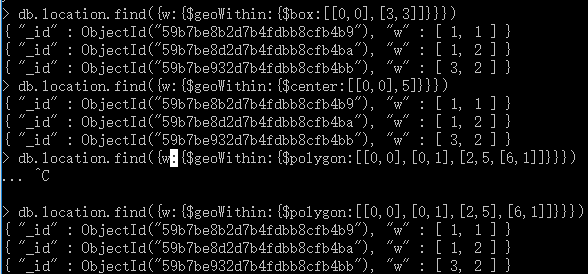 > db.location.find({w:{$geoWithin:{$box:[[0,0],[3,3]]}}})
{ "_id" : ObjectId("59b7be8b2d7b4fdbb8cfb4b9"), "w" : [ 1, 1 ] }
{ "_id" : ObjectId("59b7be8d2d7b4fdbb8cfb4ba"), "w" : [ 1, 2 ] }
{ "_id" : ObjectId("59b7be932d7b4fdbb8cfb4bb"), "w" : [ 3, 2 ] }
> db.location.find({w:{$geoWithin:{$center:[[0,0],5]}}})
{ "_id" : ObjectId("59b7be8b2d7b4fdbb8cfb4b9"), "w" : [ 1, 1 ] }
{ "_id" : ObjectId("59b7be8d2d7b4fdbb8cfb4ba"), "w" : [ 1, 2 ] }
{ "_id" : ObjectId("59b7be932d7b4fdbb8cfb4bb"), "w" : [ 3, 2 ] }
> db.location.find({w:{$geoWithin:{$polygon:[[0,0],[0,1],[2,5,[6,1]]}}})
... ^C
> db.location.find({w:{$geoWithin:{$polygon:[[0,0],[0,1],[2,5],[6,1]]}}})
{ "_id" : ObjectId("59b7be8b2d7b4fdbb8cfb4b9"), "w" : [ 1, 1 ] }
{ "_id" : ObjectId("59b7be8d2d7b4fdbb8cfb4ba"), "w" : [ 1, 2 ] }
{ "_id" : ObjectId("59b7be932d7b4fdbb8cfb4bb"), "w" : [ 3, 2 ] }